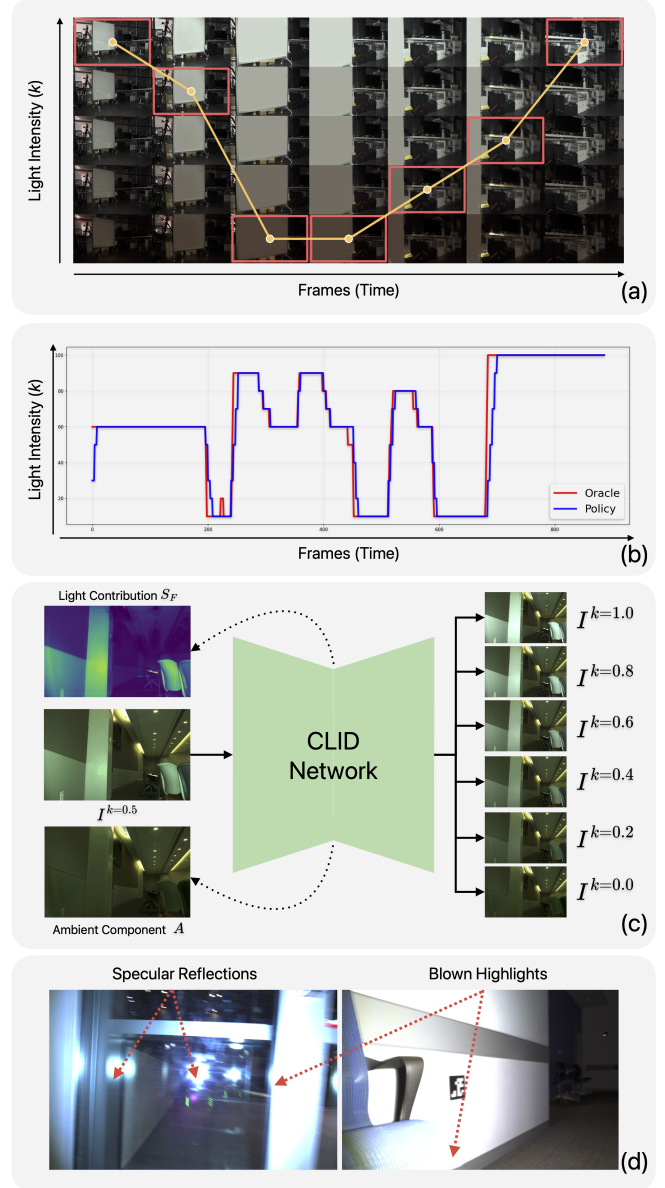 Light Intensity (k)
Frames (Time)
(a)
Light Intensity (k)
100
80
60
40
20
0
200
400
600
800
Oracle
Policy
Frames (Time)
(b)
Light Contribution S_F
I^{k=0.5}
Ambient Component A
CLID
Network
I^{k=1.0}
I^{k=0.8}
I^{k=0.6}
I^{k=0.4}
I^{k=0.2}
I^{k=0.0}
(c)
Specular Reflections
Blown Highlights
(d)